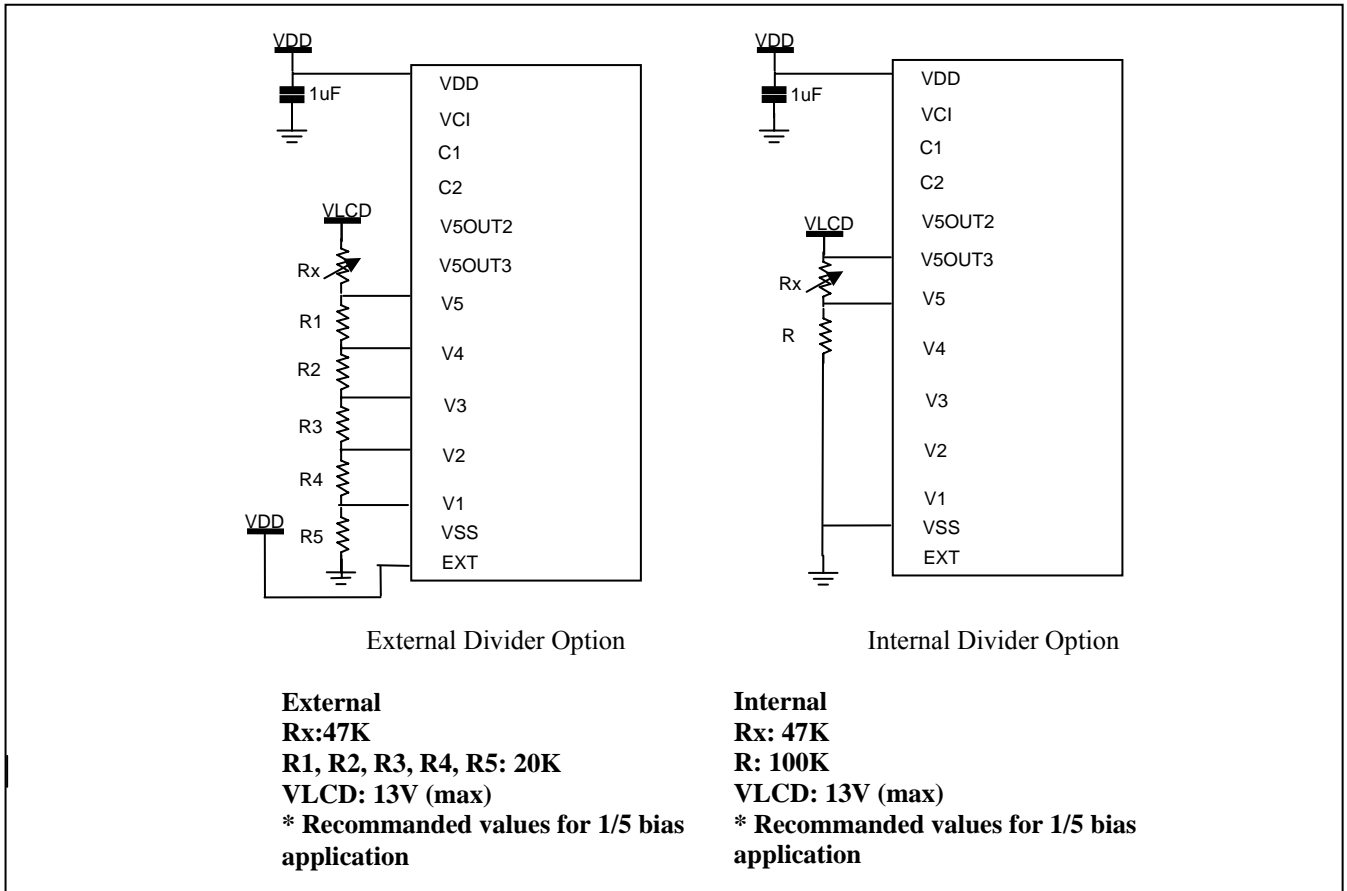 VDD
1uF
VLCD
Rx
R1
R2
R3
R4
R5
VDD
VDD
VCI
C1
C2
V5OUT2
V5OUT3
V5
V4
V3
V2
V1
VSS
EXT
External Divider Option
VDD
1uF
VLCD
Rx
R
VDD
VCI
C1
C2
V5OUT2
V5OUT3
V5
V4
V3
V2
V1
VSS
EXT
Internal Divider Option
External
Rx:47K
R1, R2, R3, R4, R5: 20K
VLCD: 13V (max)
* Recommanded values for 1/5 bias
application
Internal
Rx: 47K
R: 100K
VLCD: 13V (max)
* Recommanded values for 1/5 bias
application